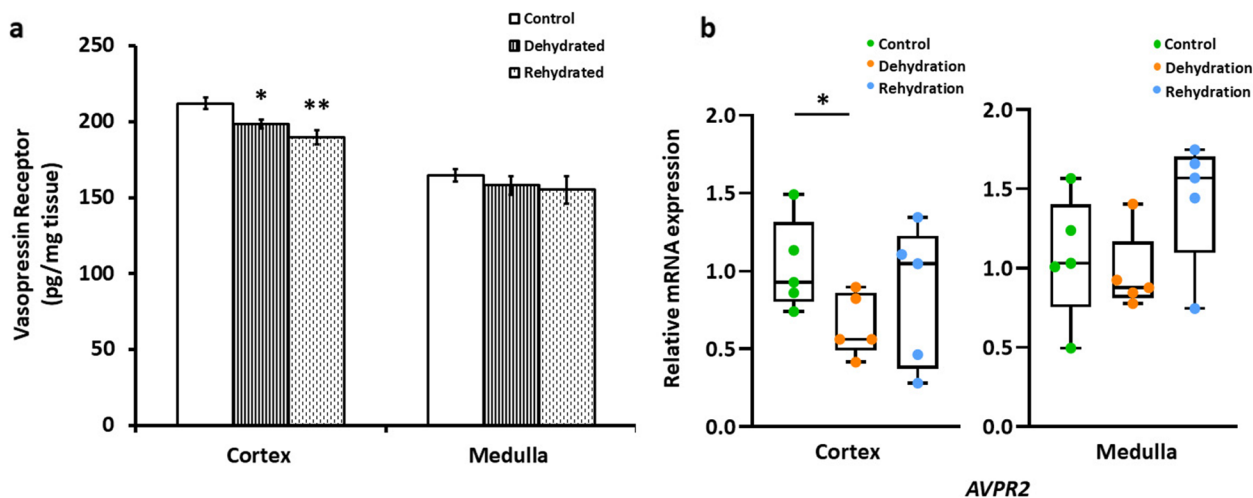 a
Control
Dehydrated
Rehydrated
Vasopressin Receptor
(pg/mg tissue)
250
200
150
100
50
0
*
**
Cortex
Medulla
b
Control
Dehydration
Rehydration
Relative mRNA expression
2.0
1.5
1.0
0.5
0.0
*
Cortex
Control
Dehydration
Rehydration
2.0
1.5
1.0
0.5
0.0
Medulla
AVPR2